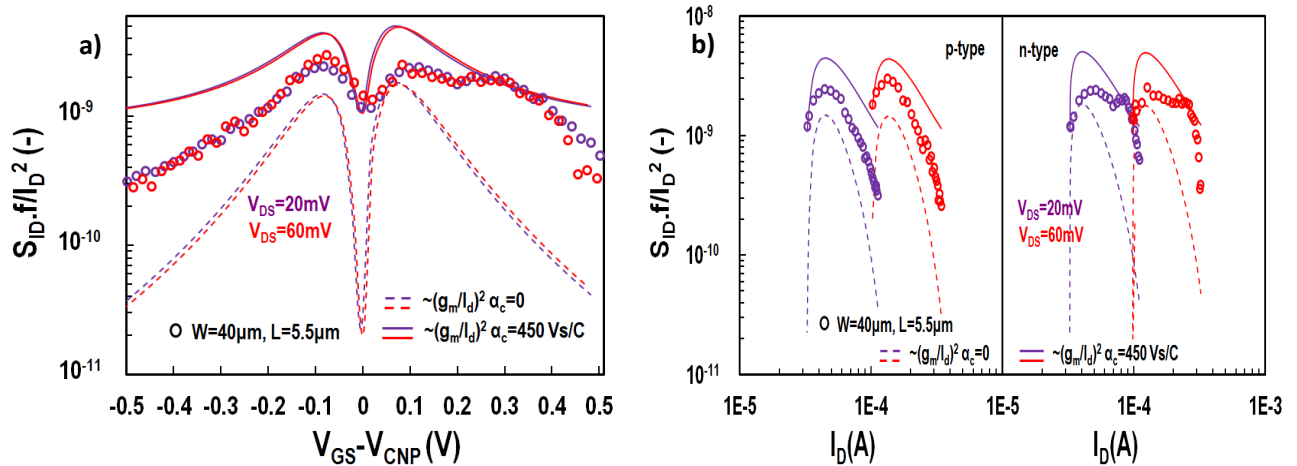 a)
S_ID.f/I_D^2 (-)
10^-9
10^-10
10^-11
V_DS=20mV
V_DS=60mV
~(g_m/I_d)^2 α_c=0
W=40μm, L=5.5μm
~(g_m/I_d)^2 α_c=450 Vs/C
-0.5 -0.4 -0.3 -0.2 -0.1 0 0.1 0.2 0.3 0.4 0.5
V_GS-V_CNP (V)
b)
S_ID.f/I_D^2 (-)
10^-8
10^-9
10^-10
10^-11
p-type
n-type
V_DS=20mV
V_DS=60mV
W=40μm, L=5.5μm
~(g_m/I_d)^2 α_c=0
~(g_m/I_d)^2 α_c=450 Vs/C
1E-5 1E-4 1E-5 1E-4 1E-3
I_D(A) I_D(A)